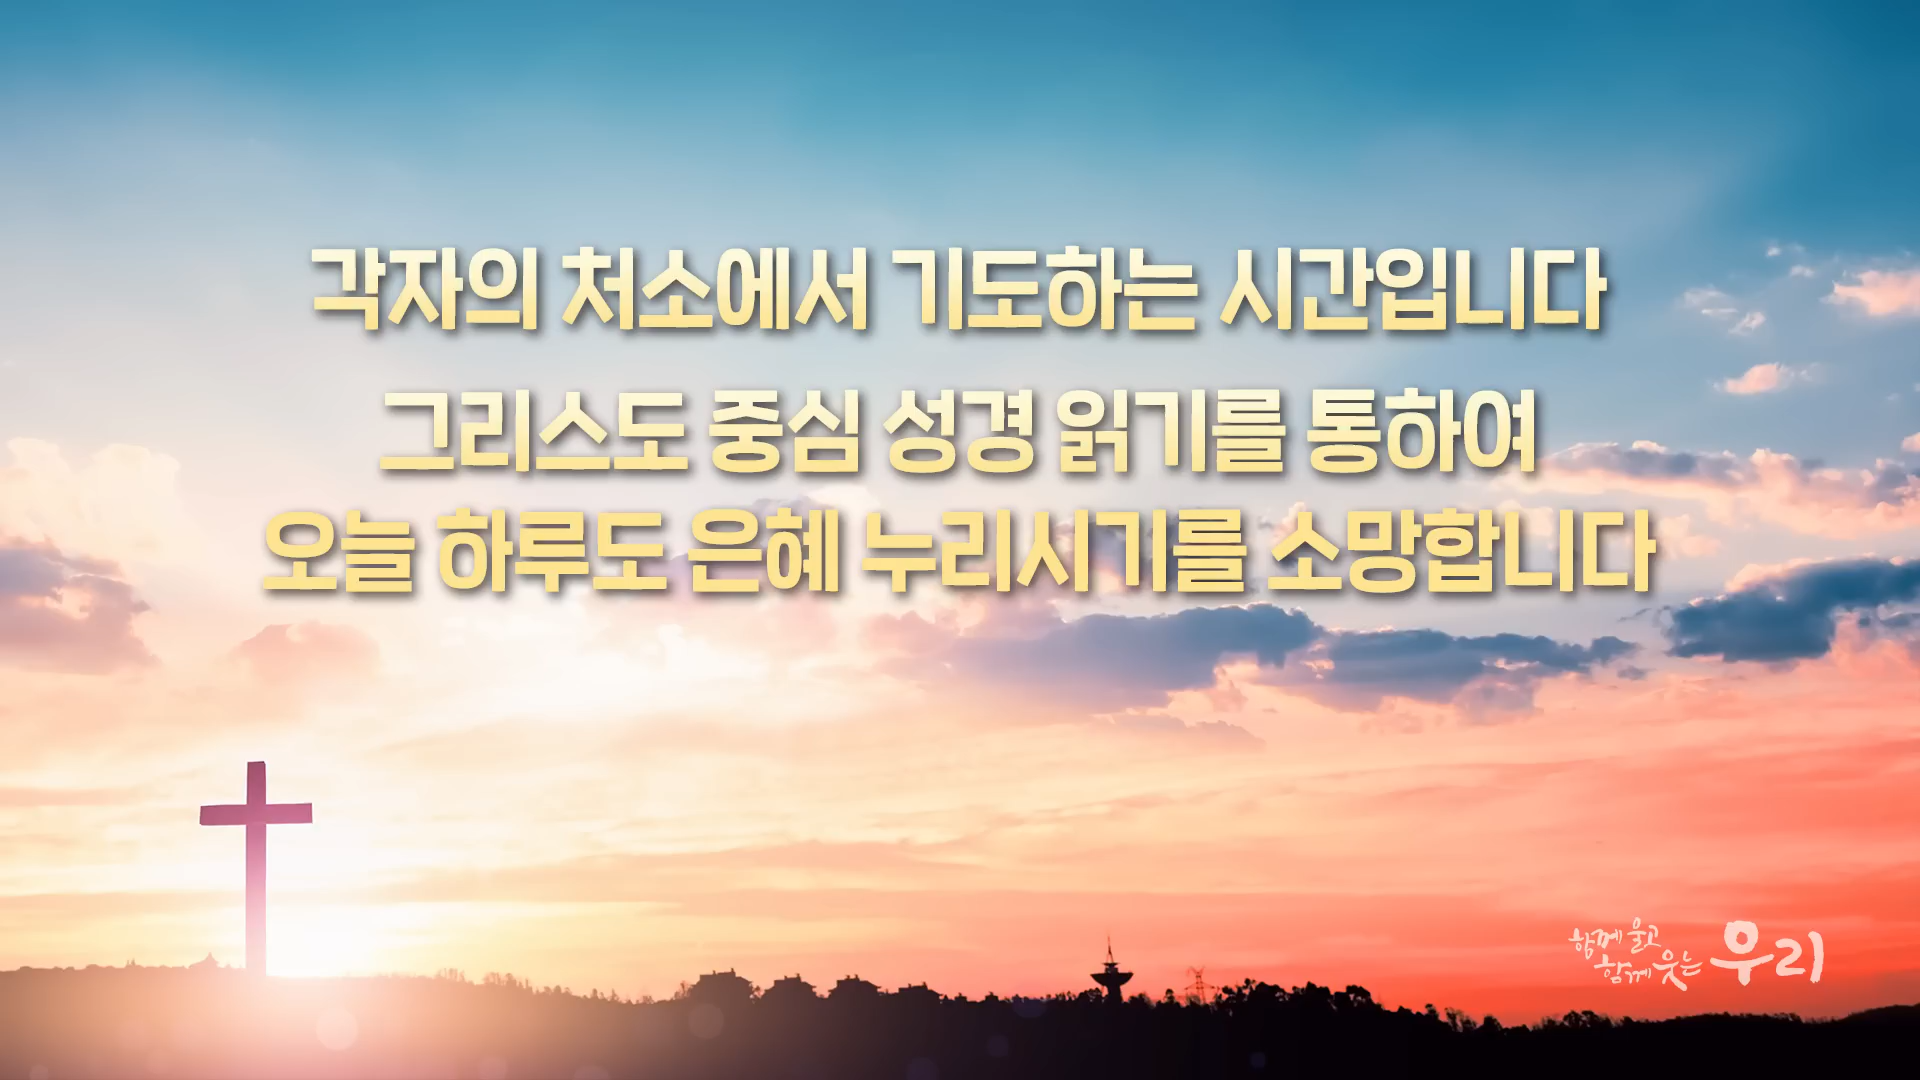 각자의 처소에서 기도하는 시간입니다
그리스도 중심 성경 읽기를 통하여
오늘 하루도 은혜 누리시기를 소망합니다
함께 울고
함께 웃는 우리